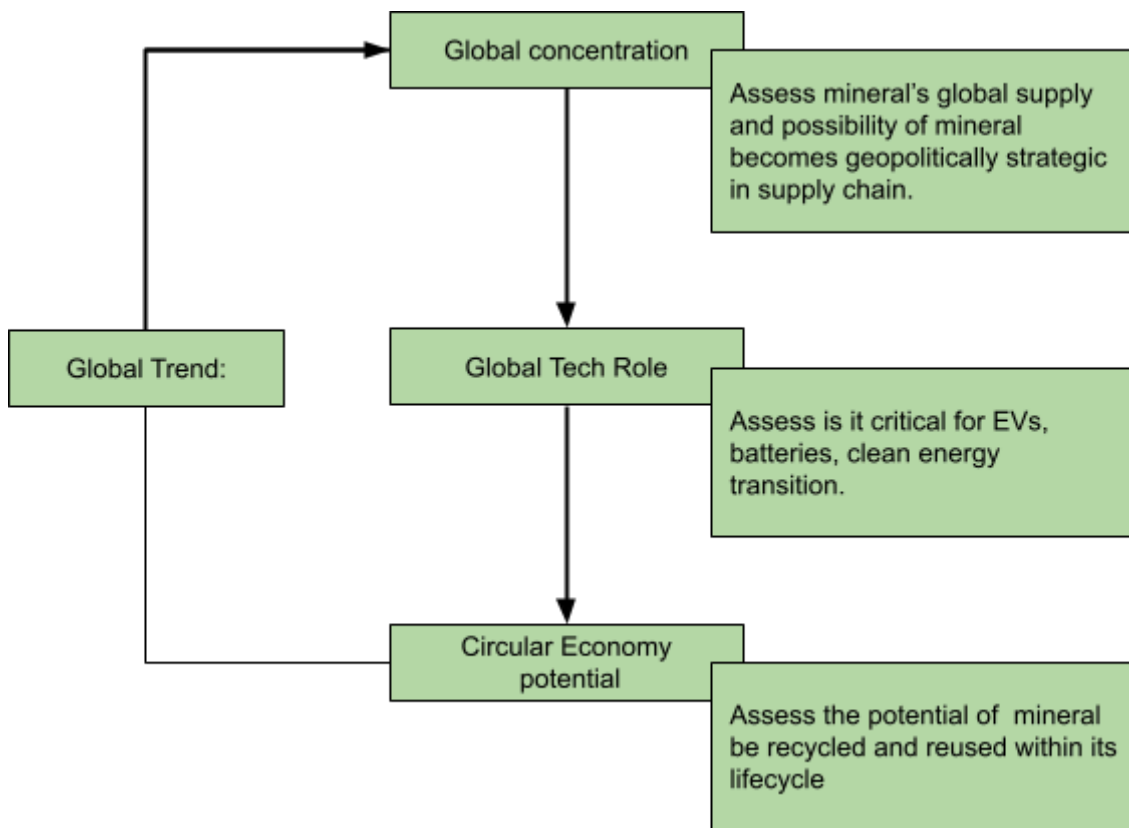 Global concentration
Assess mineral’s global supply
and possibility of mineral
becomes geopolitically strategic
in supply chain.
Global Trend:
Global Tech Role
Assess is it critical for EVs,
batteries, clean energy
transition.
Circular Economy
potential
Assess the potential of  mineral
be recycled and reused within its
lifecycle